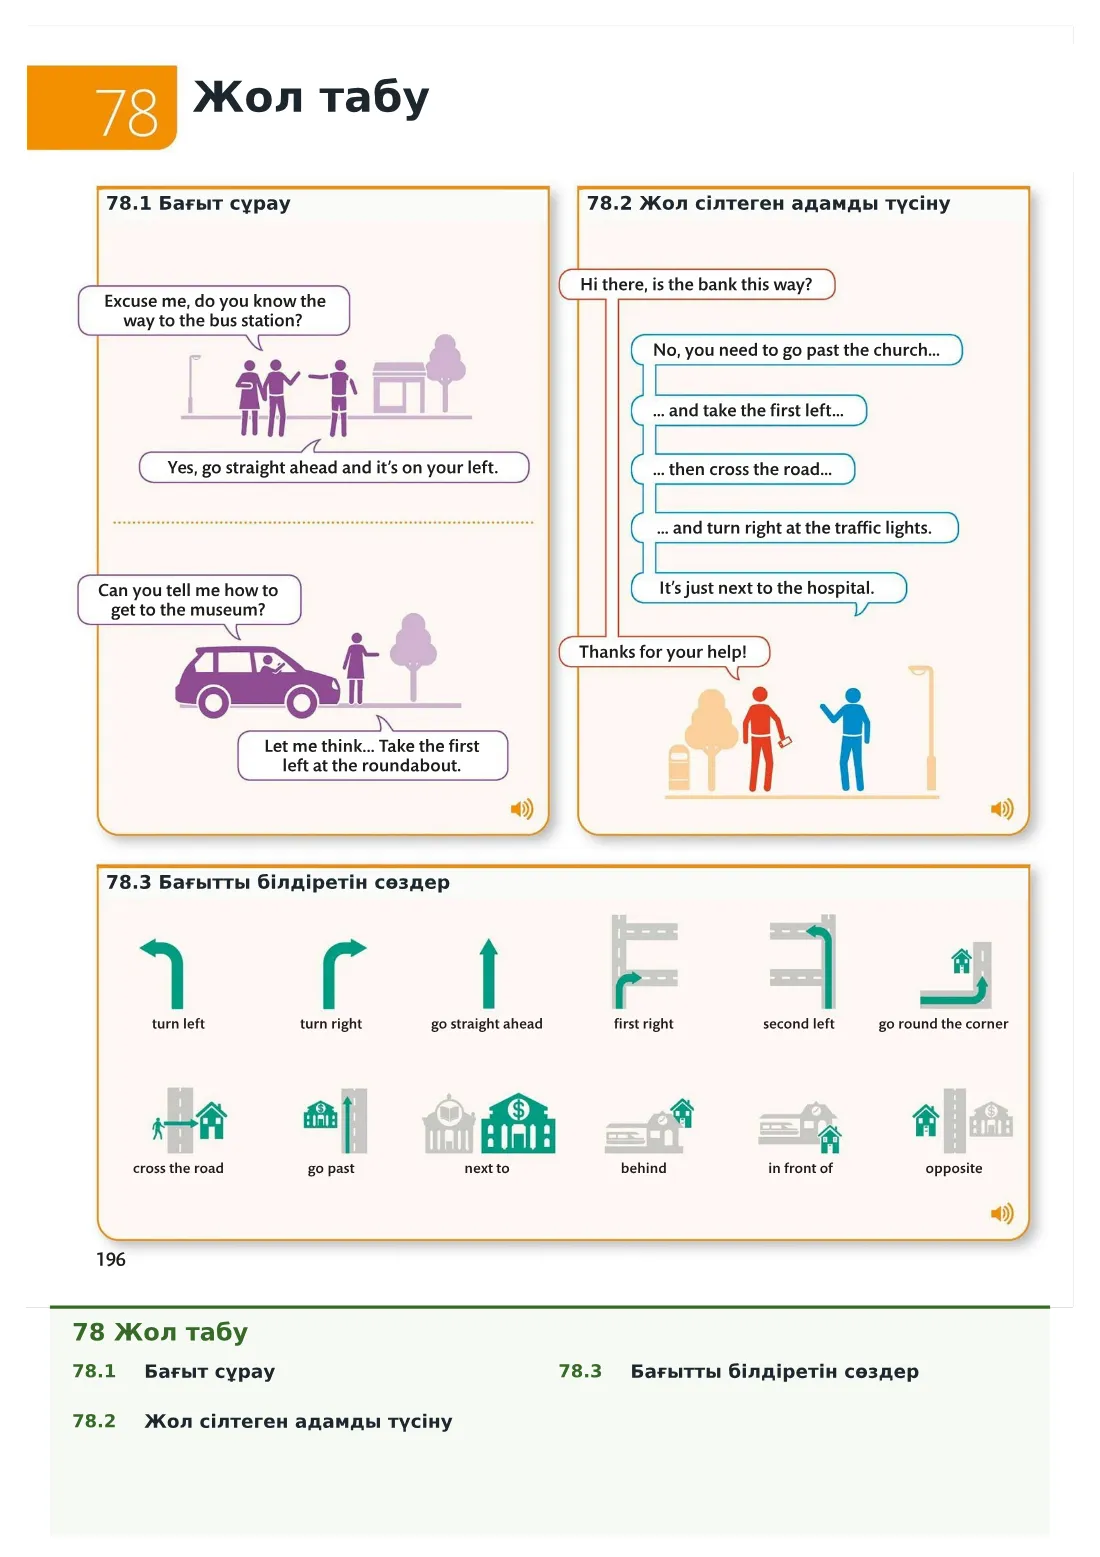 78 Жол табу
78.1 Бағыт сұрау
Excuse me, do you know the
way to the bus station?
Yes, go straight ahead and it's on your left.
Can you tell me how to
get to the museum?
Let me think... Take the first
left at the roundabout.
78.2 Жол сілтеген адамды түсіну
Hi there, is the bank this way?
No, you need to go past the church...
... and take the first left...
... then cross the road...
... and turn right at the traffic lights.
It's just next to the hospital.
Thanks for your help!
78.3 Бағытты білдіретін сөздер
turn left
turn right
go straight ahead
first right
second left
go round the corner
cross the road
go past
$
next to
$
behind
in front of
opposite
$
196
78 Жол табу
78.1 Бағыт сұрау
78.2 Жол сілтеген адамды түсіну
78.3 Бағытты білдіретін сөздер